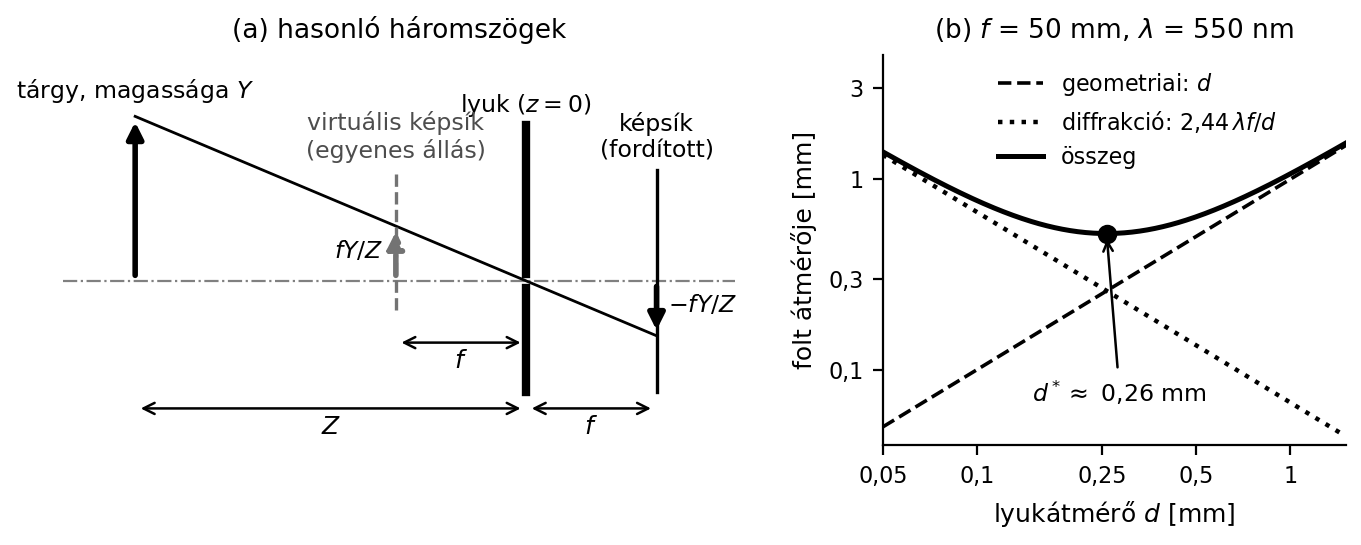 (a) hasonló háromszögek
tárgy, magassága Y
lyuk (z = 0)
virtuális képsík
(egyenes állás)
képsík
(fordított)
fY/Z
−fY/Z
f
Z
f
(b) f = 50 mm, λ = 550 nm
geometriai: d
diffrakció: 2,44 λf/d
összeg
folt átmérője [mm]
3
1
0,3
0,1
d* ≈ 0,26 mm
0,05
0,1
0,25
0,5
1
lyukátmérő d [mm]